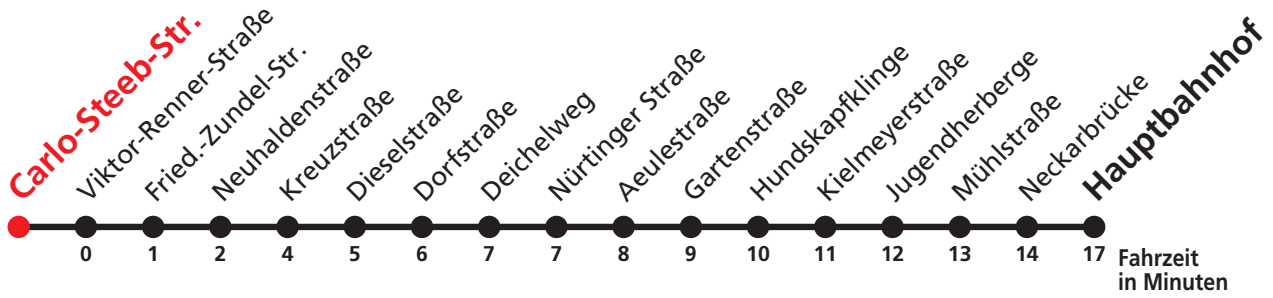 Carlo-Steeb-Str.
Viktor-Renner-Straße
Fried.-Zundel-Str.
Neuhaldenstraße
Kreuzstraße
Dieselstraße
Dorfstraße
Deichelweg
Nürtinger Straße
Aeulestraße
Gartenstraße
Hundskapfklinge
Kielmeyerstraße
Jugendherberge
Mühlstraße
Neckarbrücke
Hauptbahnhof
0 1 2 4 5 6 7 7 8 9 10 11 12 13 14 17
Fahrzeit
in Minuten